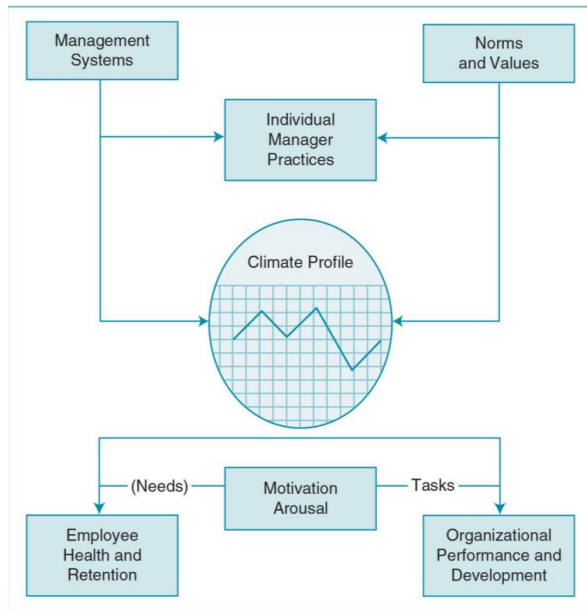 Management
Systems
Norms
and Values
Individual
Manager
Practices
Climate Profile
(Needs)
Motivation
Arousal
Tasks
Employee
Health and
Retention
Organizational
Performance and
Development